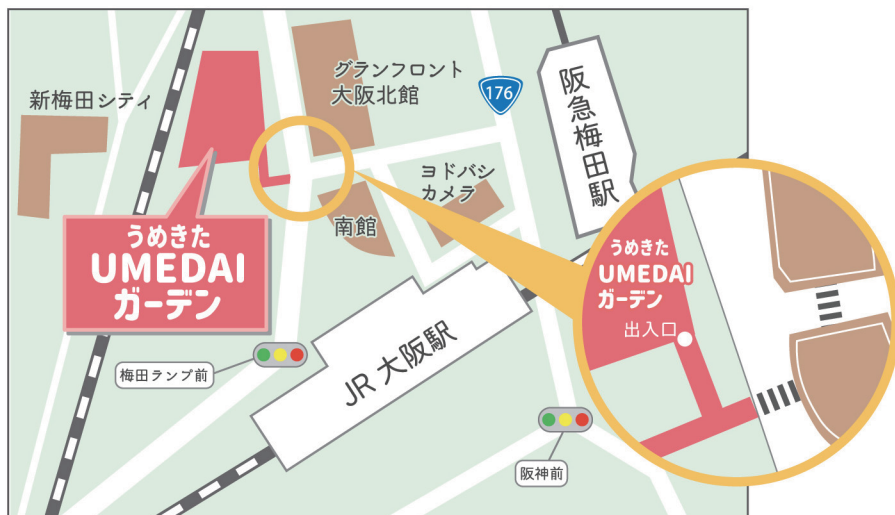 新梅田シティ
グランフロント
大阪北館
176
阪急梅田駅
ヨドバシ
カメラ
南館
うめきた
UMEDAI
ガーデン
うめきた
UMEDAI
ガーデン
出入口
JR 大阪駅
梅田ランプ前
阪神前